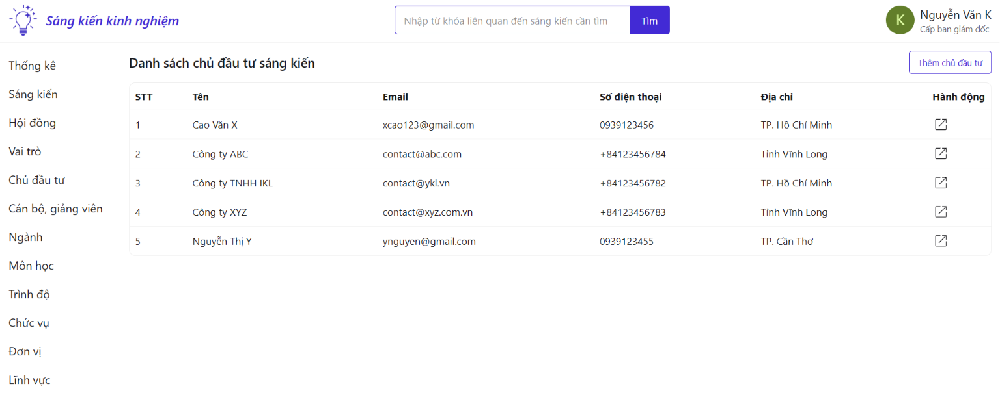 Sáng kiến kinh nghiệm
Nhập từ khóa liên quan đến sáng kiến cần tìm
Tìm
K
Nguyễn Văn K
Cấp ban giám đốc
Thống kê
Sáng kiến
Hội đồng
Vai trò
Chủ đầu tư
Cán bộ, giảng viên
Ngành
Môn học
Trình độ
Chức vụ
Đơn vị
Lĩnh vực
Danh sách chủ đầu tư sáng kiến
Thêm chủ đầu tư
STT Tên Email Số điện thoại Địa chỉ Hành động
1 Cao Văn X xcao123@gmail.com 0939123456 TP. Hồ Chí Minh
2 Công ty ABC contact@abc.com +84123456784 Tỉnh Vĩnh Long
3 Công ty TNHH IKL contact@ykl.vn +84123456782 TP. Hồ Chí Minh
4 Công ty XYZ contact@xyz.com.vn +84123456783 Tỉnh Vĩnh Long
5 Nguyễn Thị Y ynguyen@gmail.com 0939123455 TP. Cần Thơ